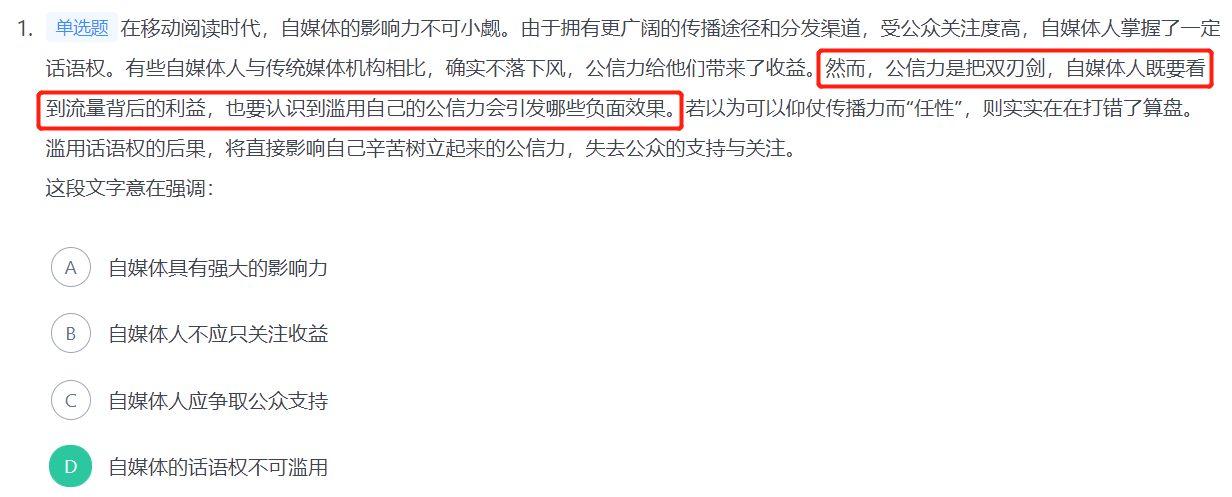 1. 单选题 在移动阅读时代，自媒体的影响力不可小觑。由于拥有更广阔的传播途径和分发渠道，受公众关注度高，自媒体人掌握了一定
话语权。有些自媒体人与传统媒体机构相比，确实不落下风，公信力给他们带来了收益。然而，公信力是把双刃剑，自媒体人既要看
到流量背后的利益，也要认识到滥用自己的公信力会引发哪些负面效果。若以为可以仰仗传播力而“任性”，则实实在在打错了算盘。
滥用话语权的后果，将直接影响自己辛苦树立起来的公信力，失去公众的支持与关注。
这段文字意在强调：
A 自媒体具有强大的影响力
B 自媒体人不应只关注收益
C 自媒体人应争取公众支持
D 自媒体的话语权不可滥用